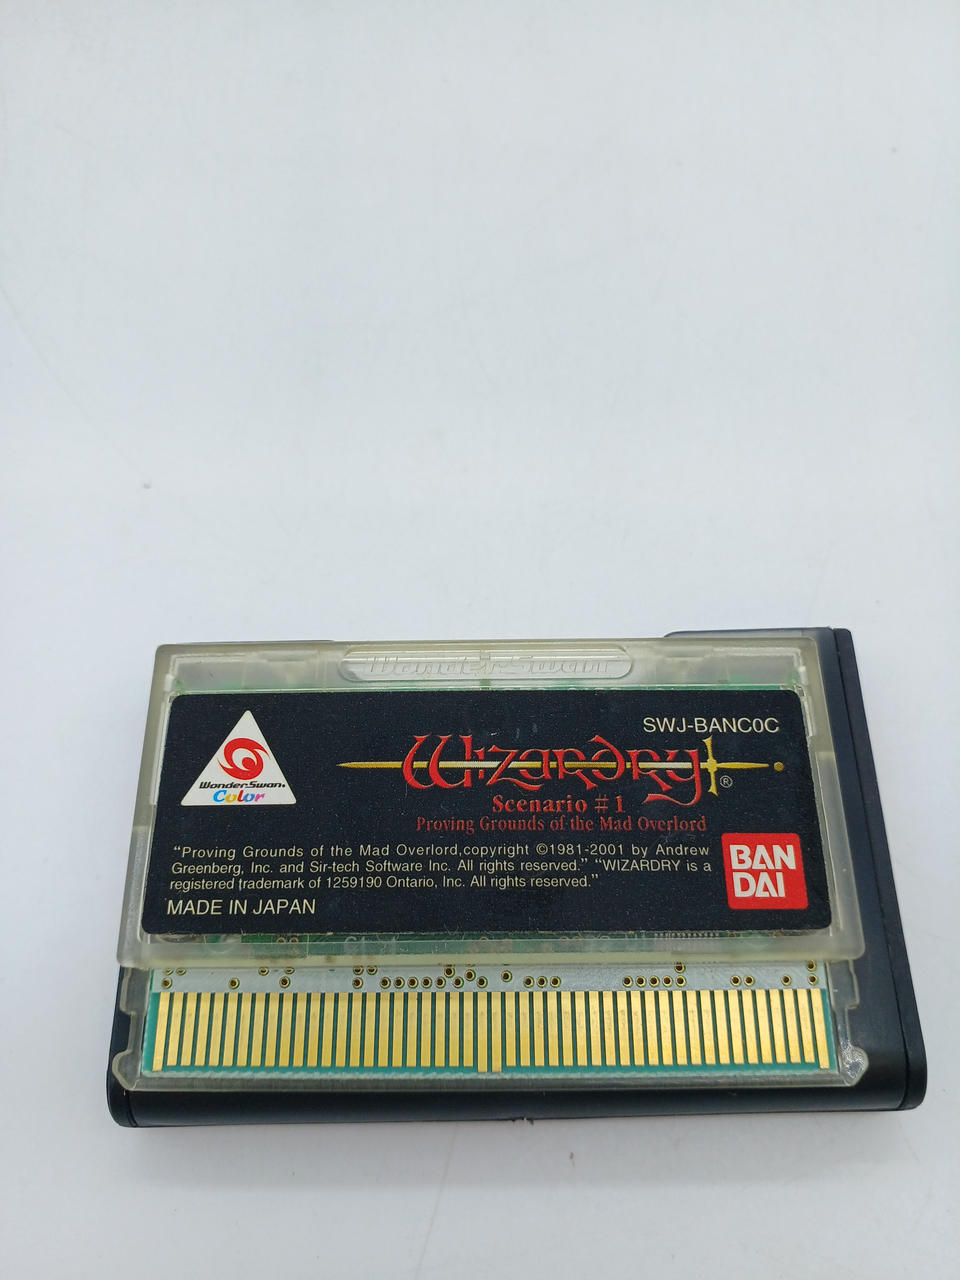 WonderSwan
SWJ-BANC0C
WonderSwan.
Color
Wizardry®
Scenario #1
Proving Grounds of the Mad Overlord
"Proving Grounds of the Mad Overlord,copyright ©1981-2001 by Andrew
Greenberg, Inc. and Sir-tech Software Inc. All rights reserved." "WIZARDRY is a
registered trademark of 1259190 Ontario, Inc. All rights reserved."
MADE IN JAPAN
BAN
DAI